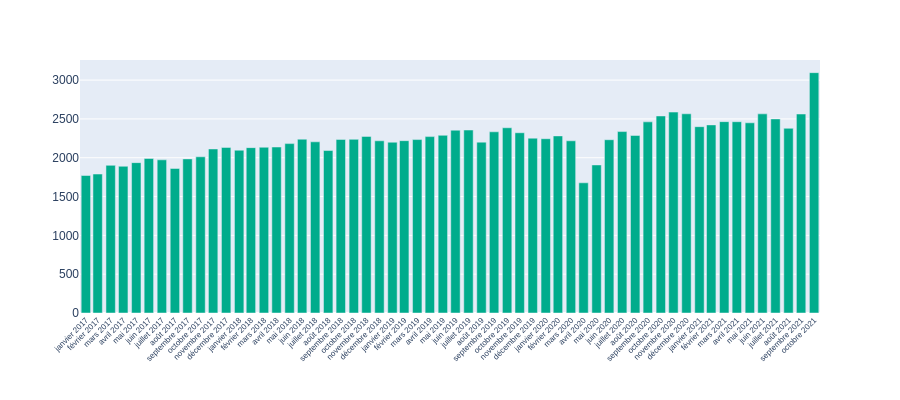 3000
2500
2000
1500
1000
500
0
janvier 2017
février 2017
mars 2017
avril 2017
mai 2017
juin 2017
juillet 2017
août 2017
septembre 2017
octobre 2017
novembre 2017
décembre 2017
janvier 2018
février 2018
mars 2018
avril 2018
mai 2018
juin 2018
juillet 2018
août 2018
septembre 2018
octobre 2018
novembre 2018
décembre 2018
janvier 2019
février 2019
mars 2019
avril 2019
mai 2019
juin 2019
juillet 2019
août 2019
septembre 2019
octobre 2019
novembre 2019
décembre 2019
janvier 2020
février 2020
mars 2020
avril 2020
mai 2020
juin 2020
juillet 2020
août 2020
septembre 2020
octobre 2020
novembre 2020
décembre 2020
janvier 2021
février 2021
mars 2021
avril 2021
mai 2021
juin 2021
juillet 2021
août 2021
septembre 2021
octobre 2021